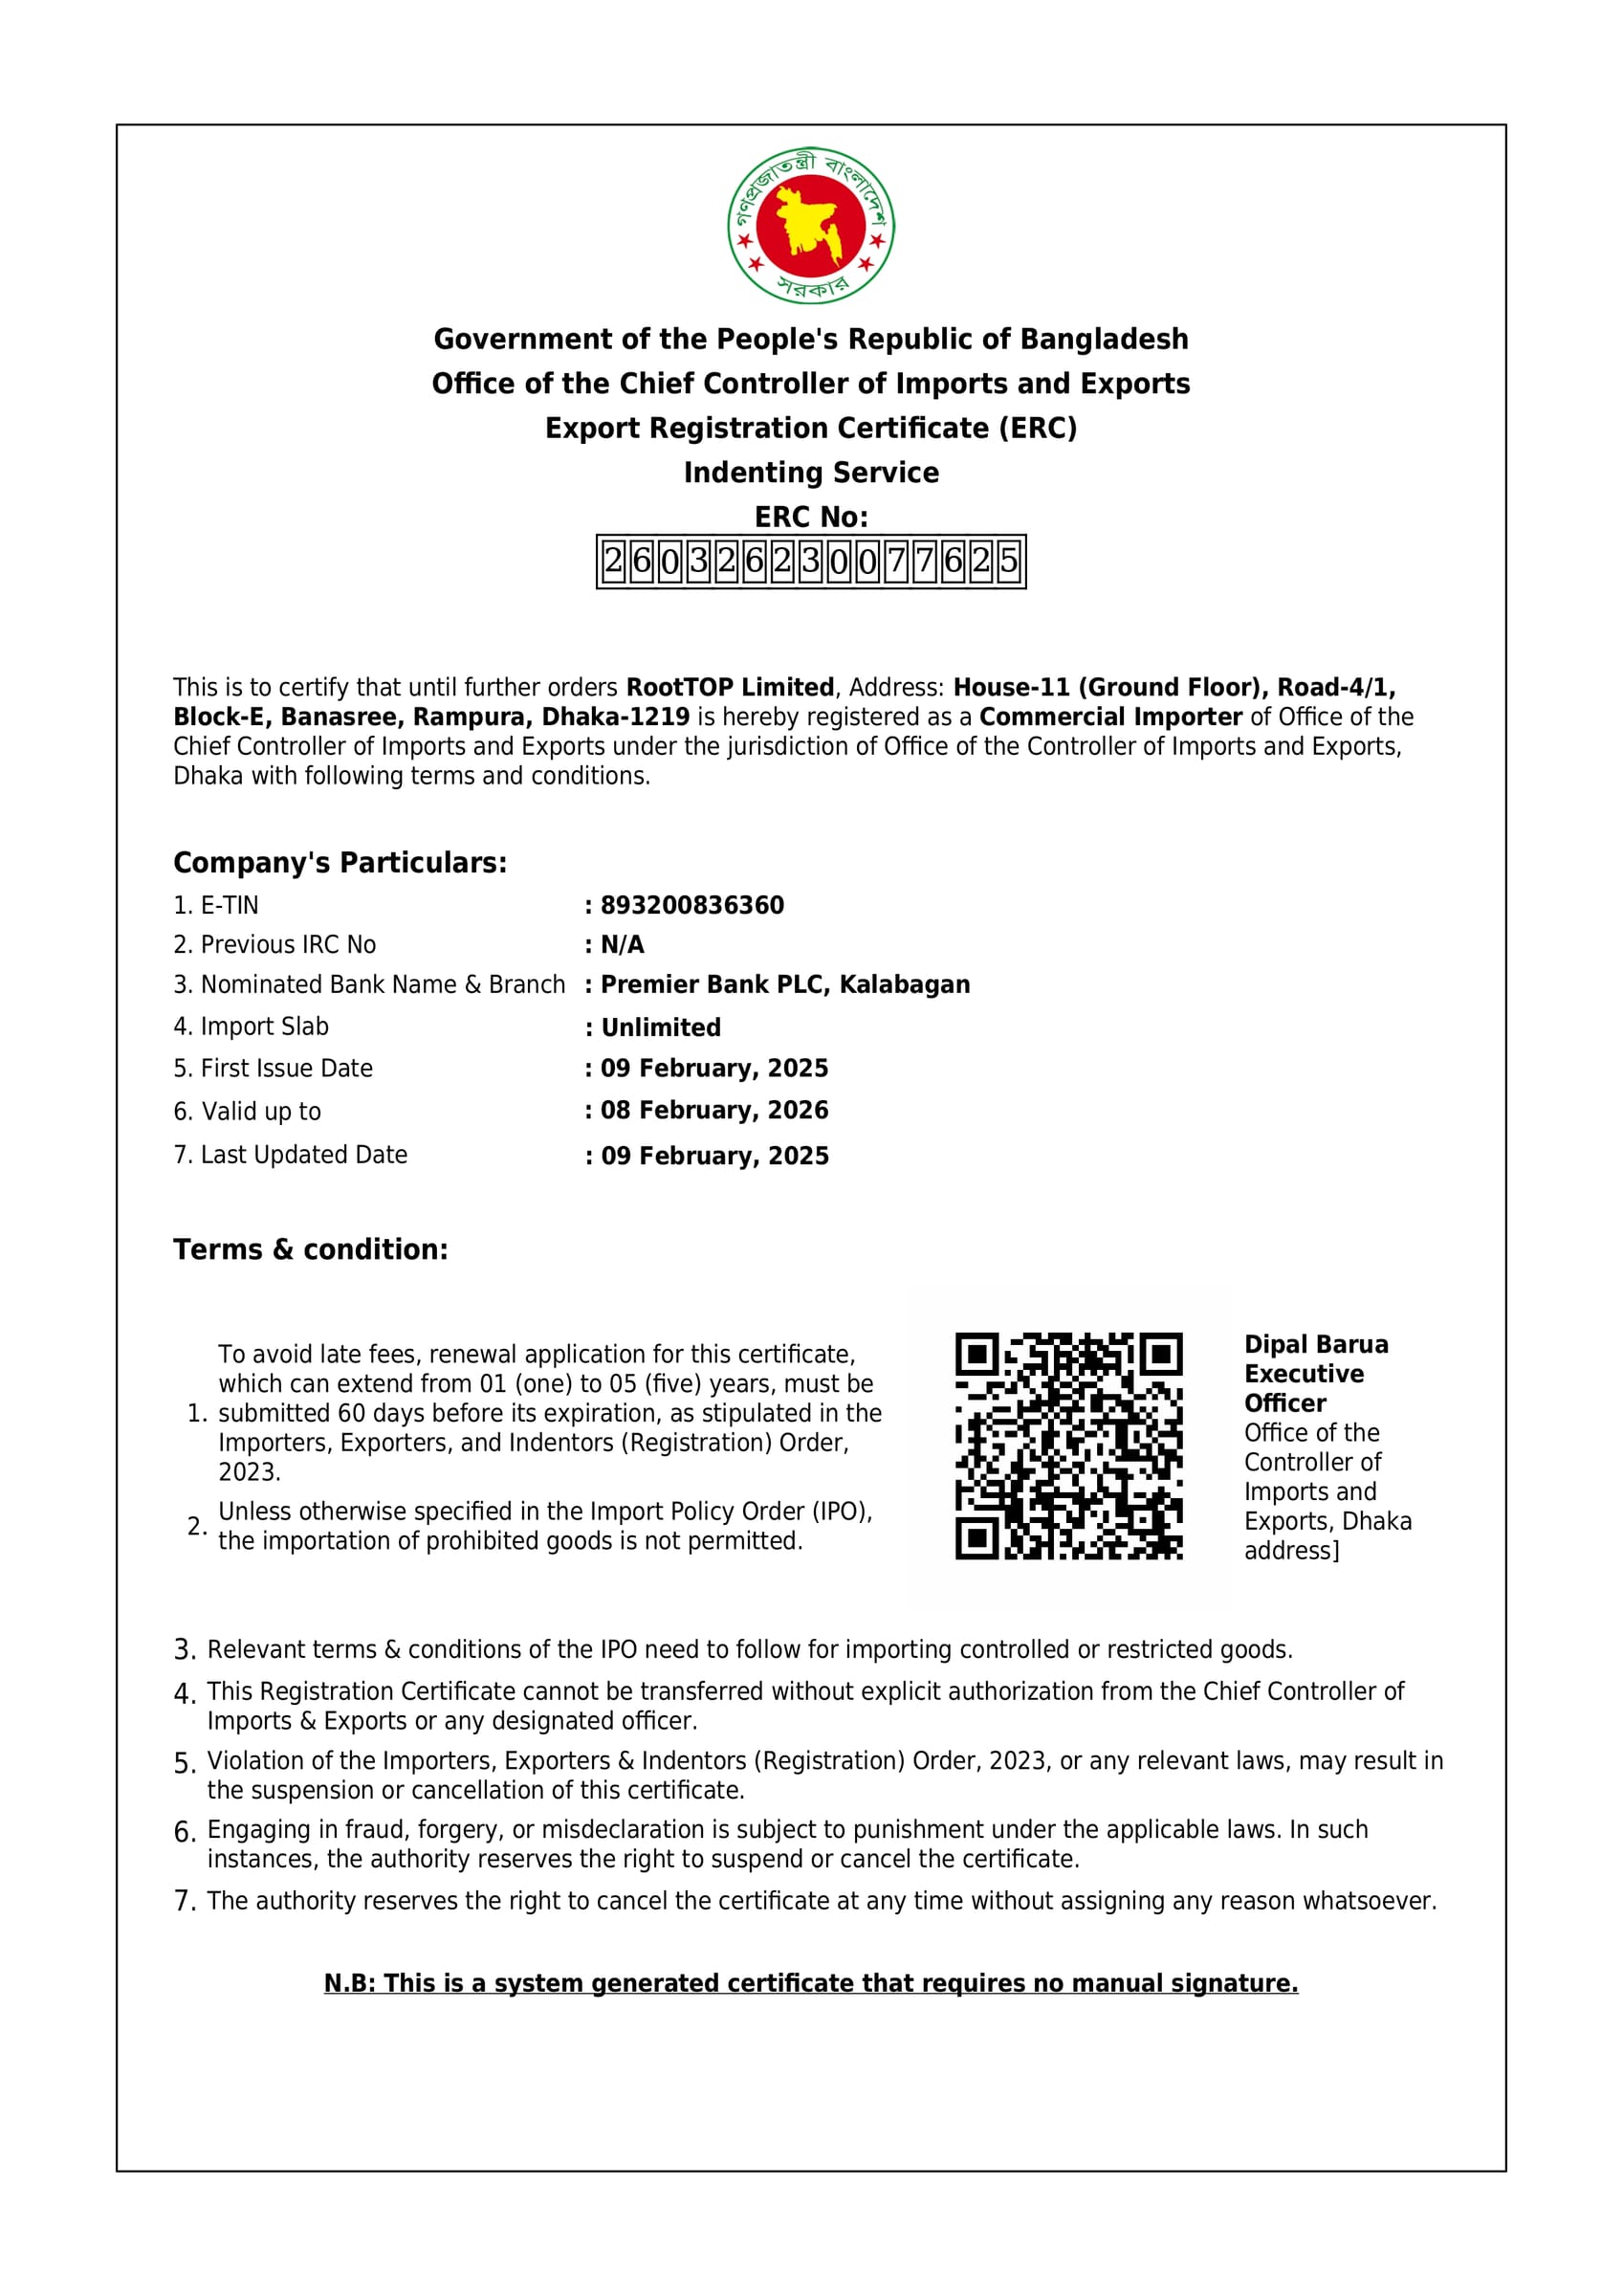 গণপ্রজাতন্ত্রী বাংলাদেশ
সরকার
Government of the People's Republic of Bangladesh
Office of the Chief Controller of Imports and Exports
Export Registration Certificate (ERC)
Indenting Service
ERC No:
260326230077625
This is to certify that until further orders RootTOP Limited, Address: House-11 (Ground Floor), Road-4/1,
Block-E, Banasree, Rampura, Dhaka-1219 is hereby registered as a Commercial Importer of Office of the
Chief Controller of Imports and Exports under the jurisdiction of Office of the Controller of Imports and Exports,
Dhaka with following terms and conditions.
Company's Particulars:
1. E-TIN : 893200836360
2. Previous IRC No : N/A
3. Nominated Bank Name & Branch : Premier Bank PLC, Kalabagan
4. Import Slab : Unlimited
5. First Issue Date : 09 February, 2025
6. Valid up to : 08 February, 2026
7. Last Updated Date : 09 February, 2025
Terms & condition:
To avoid late fees, renewal application for this certificate,
which can extend from 01 (one) to 05 (five) years, must be
1. submitted 60 days before its expiration, as stipulated in the
Importers, Exporters, and Indentors (Registration) Order,
2023.
2. Unless otherwise specified in the Import Policy Order (IPO),
the importation of prohibited goods is not permitted.
Dipal Barua
Executive
Officer
Office of the
Controller of
Imports and
Exports, Dhaka
address]
3. Relevant terms & conditions of the IPO need to follow for importing controlled or restricted goods.
4. This Registration Certificate cannot be transferred without explicit authorization from the Chief Controller of
Imports & Exports or any designated officer.
5. Violation of the Importers, Exporters & Indentors (Registration) Order, 2023, or any relevant laws, may result in
the suspension or cancellation of this certificate.
6. Engaging in fraud, forgery, or misdeclaration is subject to punishment under the applicable laws. In such
instances, the authority reserves the right to suspend or cancel the certificate.
7. The authority reserves the right to cancel the certificate at any time without assigning any reason whatsoever.
N.B: This is a system generated certificate that requires no manual signature.